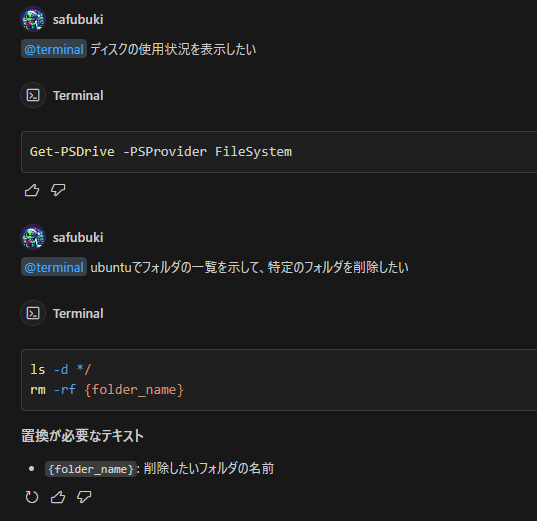 safubuki
@terminal ディスクの使用状況を表示したい
Terminal
Get-PSDrive -PSProvider FileSystem
safubuki
@terminal ubuntuでフォルダの一覧を示して、特定のフォルダを削除したい
Terminal
ls -d */
rm -rf {folder_name}
置換が必要なテキスト
• {folder_name}: 削除したいフォルダの名前